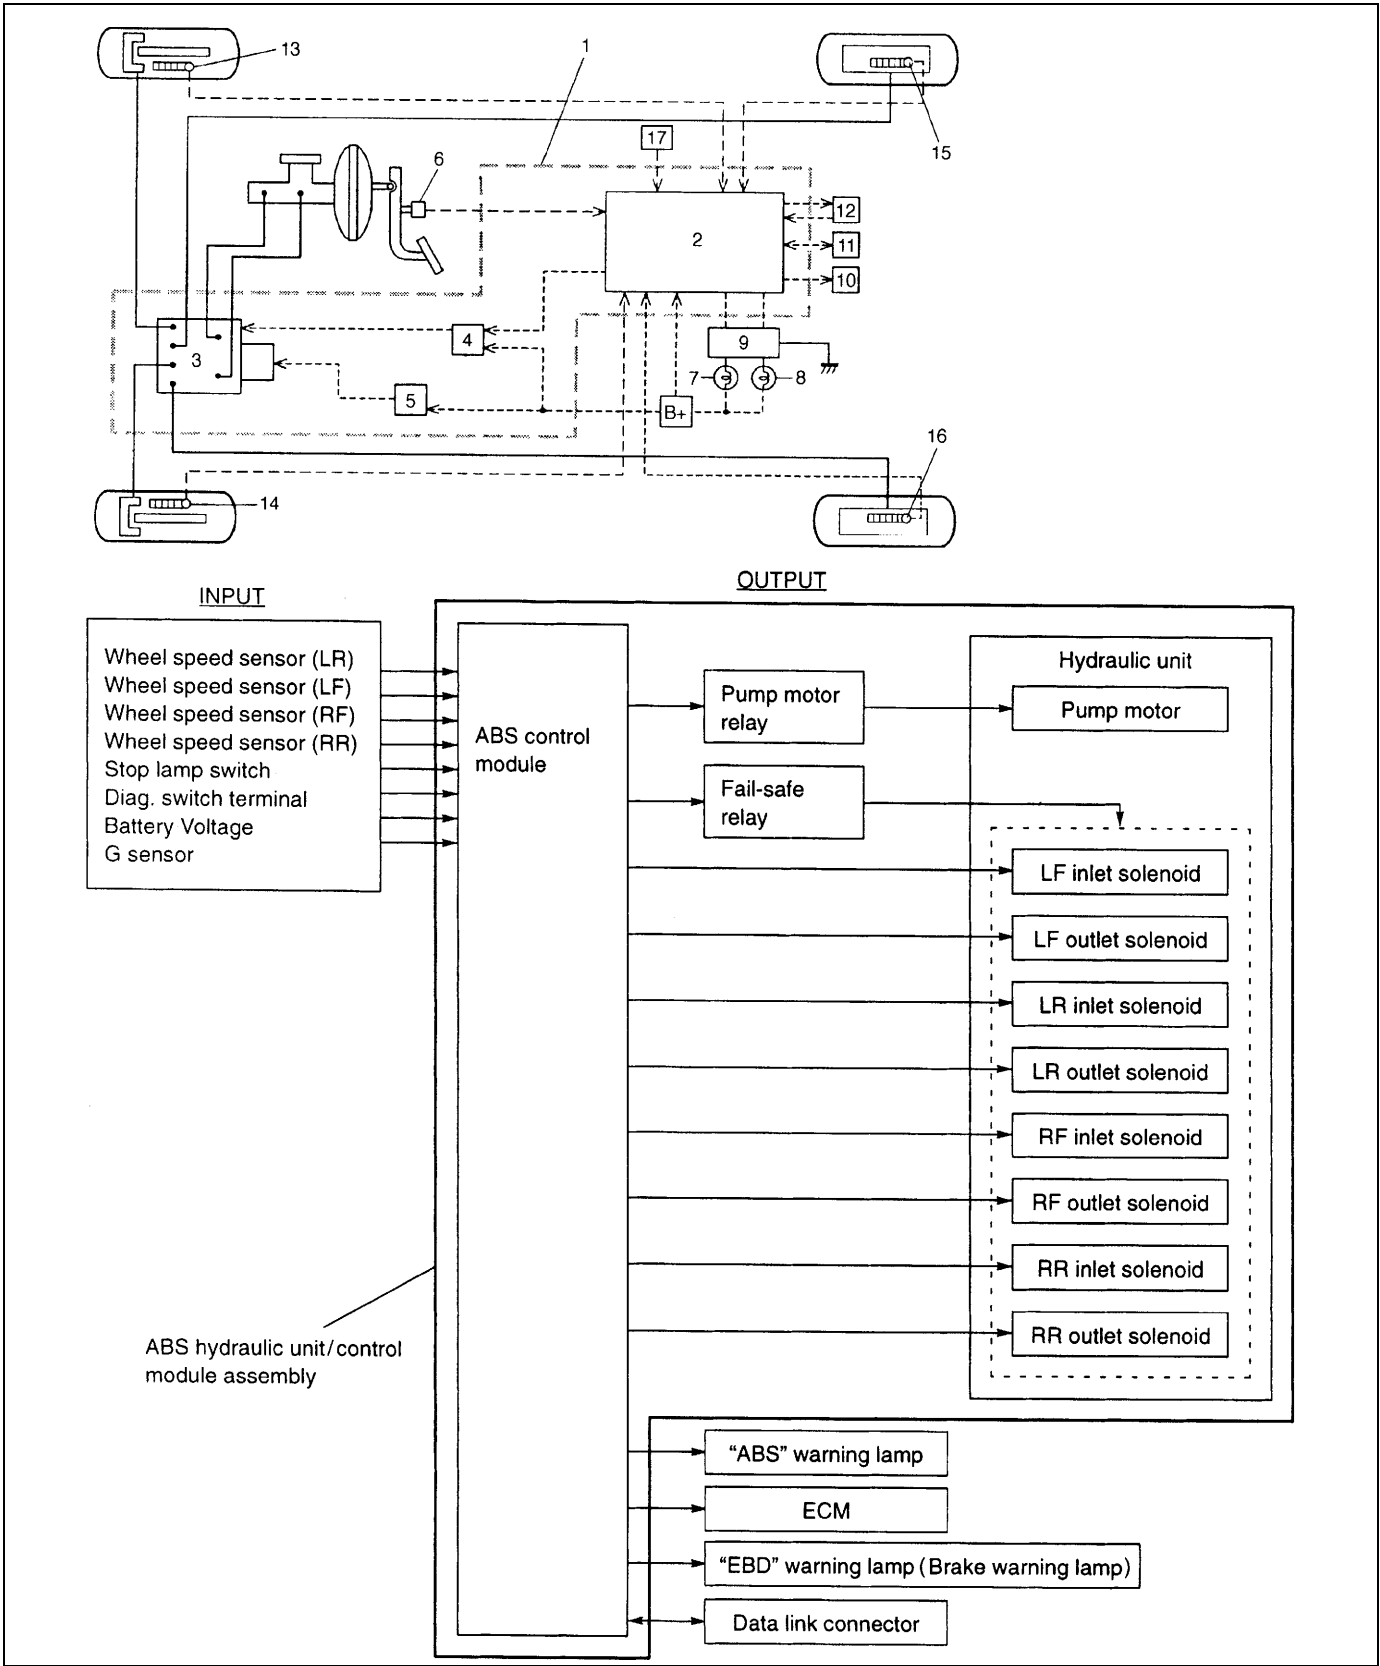 13
1
15
17
6
12
2
11
10
3
4
9
7
8
5
B+
16
14
INPUT
OUTPUT
Wheel speed sensor (LR)
Wheel speed sensor (LF)
Wheel speed sensor (RF)
Wheel speed sensor (RR)
Stop lamp switch
Diag. switch terminal
Battery Voltage
G sensor
ABS control
module
Pump motor
relay
Fail-safe
relay
Hydraulic unit
Pump motor
LF inlet solenoid
LF outlet solenoid
LR inlet solenoid
LR outlet solenoid
RF inlet solenoid
RF outlet solenoid
RR inlet solenoid
RR outlet solenoid
ABS hydraulic unit/control
module assembly
“ABS” warning lamp
ECM
“EBD” warning lamp (Brake warning lamp)
Data link connector